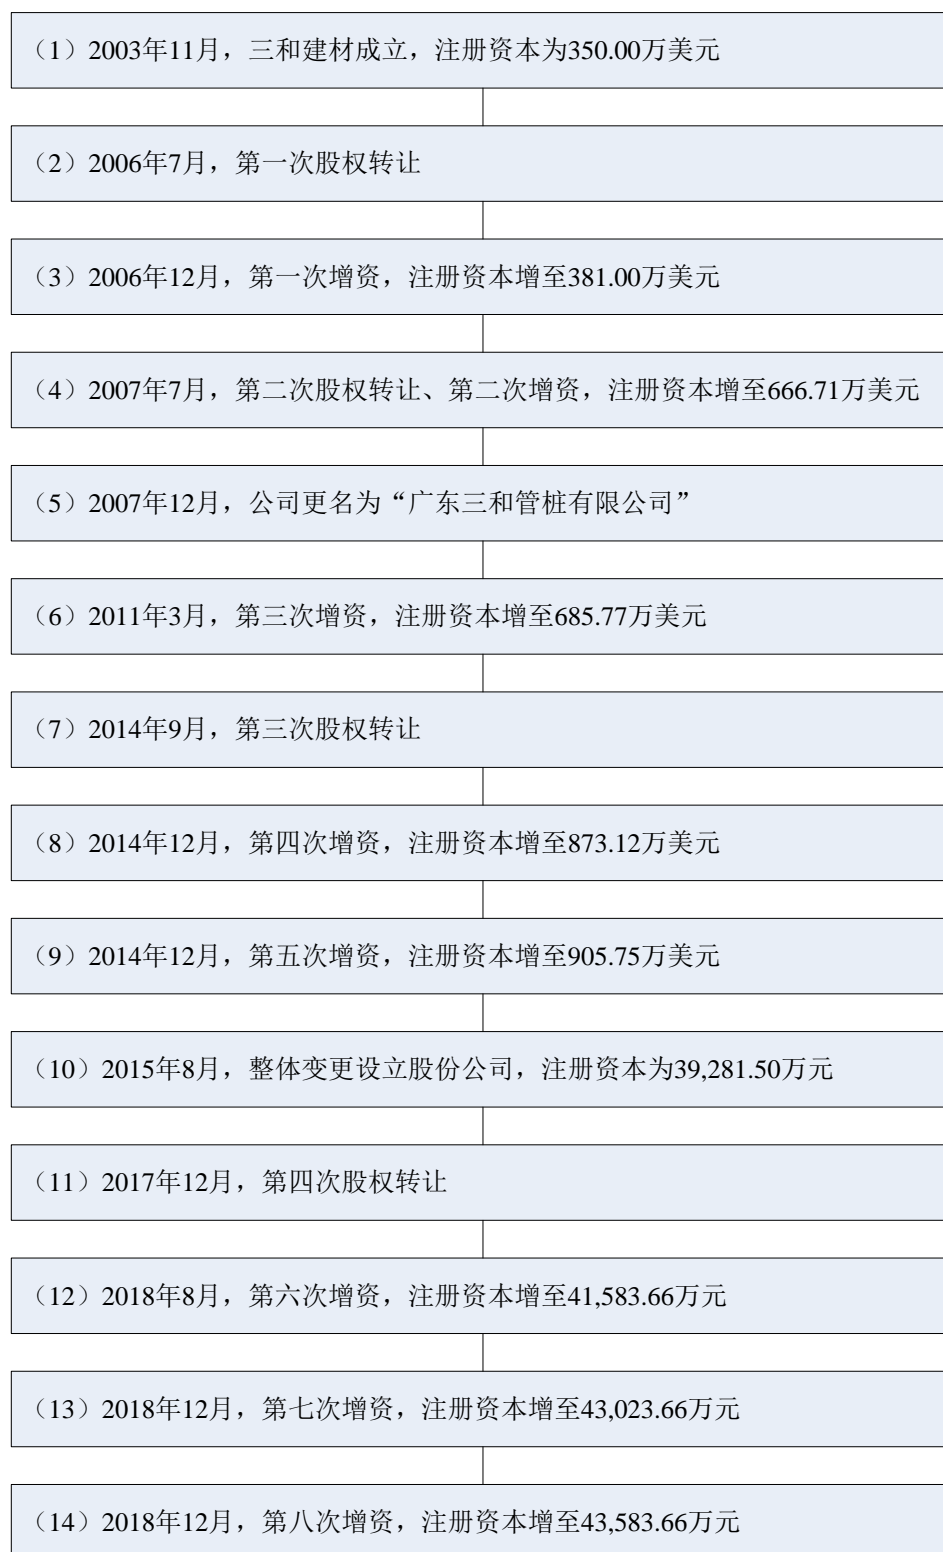 （1）2003年11月，三和建材成立，注册资本为350.00万美元
（2）2006年7月，第一次股权转让
（3）2006年12月，第一次增资，注册资本增至381.00万美元
（4）2007年7月，第二次股权转让、第二次增资，注册资本增至666.71万美元
（5）2007年12月，公司更名为“广东三和管桩有限公司”
（6）2011年3月，第三次增资，注册资本增至685.77万美元
（7）2014年9月，第三次股权转让
（8）2014年12月，第四次增资，注册资本增至873.12万美元
（9）2014年12月，第五次增资，注册资本增至905.75万美元
（10）2015年8月，整体变更设立股份公司，注册资本为39,281.50万元
（11）2017年12月，第四次股权转让
（12）2018年8月，第六次增资，注册资本增至41,583.66万元
（13）2018年12月，第七次增资，注册资本增至43,023.66万元
（14）2018年12月，第八次增资，注册资本增至43,583.66万元